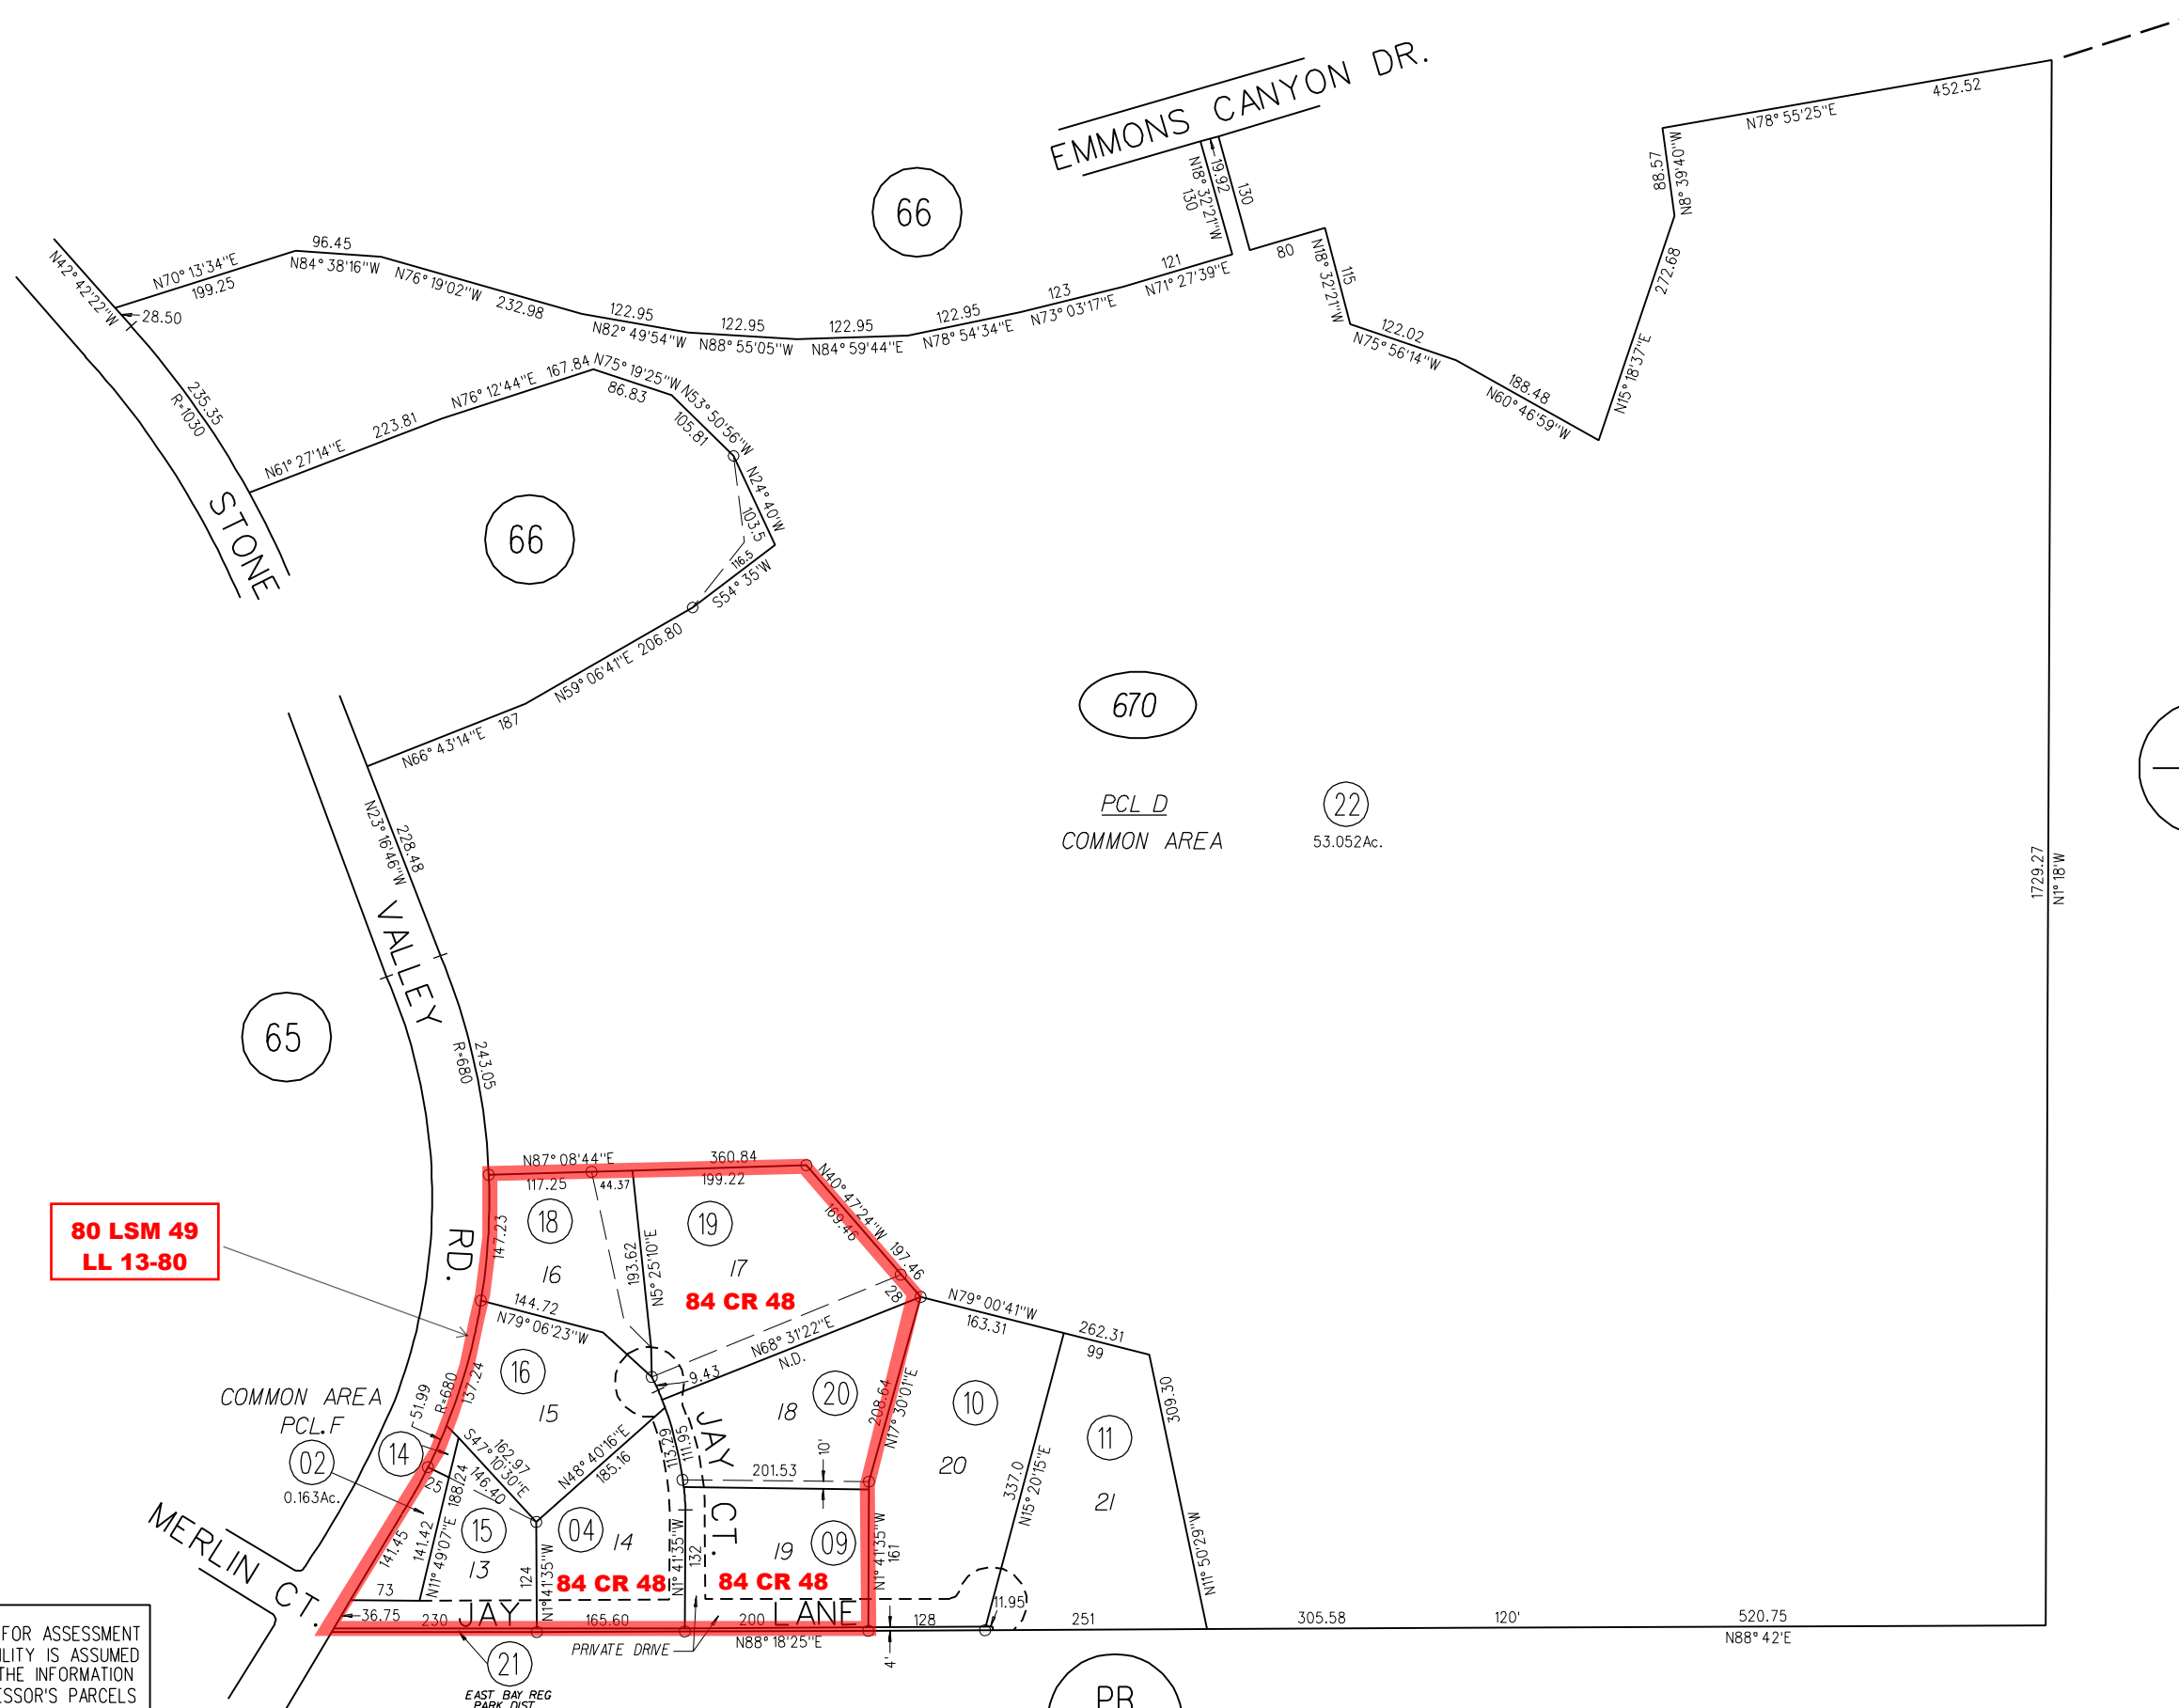 EMMONS CANYON DR.
452.52
N78° 55'25"E
88.57
N8° 39'40"W
19.92
130
N18° 32'21"W
130
66
80
N18° 32'21"W
115
272.68
N15° 18'37"E
121
N71° 27'39"E
123
N73° 03'17"E
122.95
N78° 54'34"E
122.95
N84° 59'44"E
122.95
N88° 55'05"W
122.95
N82° 49'54"W
N76° 19'02"W 232.98
96.45
N84° 38'16"W
N70° 13'34"E
199.25
N42° 42'22"W
28.50
235.35
R=1030
122.02
N75° 56'14"W
188.48
N60° 46'59"W
N61° 27'14"E
223.81
N76° 12'44"E 167.84
N75° 19'25"W
86.83
N53° 50'56"W
105.81
N24° 40'W
103.5
116.5
S54° 35'W
66
STONE
N59° 06'41"E 206.80
N66° 43'14"E 187
670
PCL D
COMMON AREA
22
53.052Ac.
1729.27
N1° 18'W
228.48
N23° 16'46"W
VALLEY
65
243.05
R=680
RD.
N87° 08'44"E 360.84
117.25
44.37
199.22
N40° 47'24"W 197.46
169.46
28
80 LSM 49
LL 13-80
147.23
18
16
193.62
N5° 25'10"E
19
17
84 CR 48
144.72
N79° 06'23"W
N68° 31'22"E
N.D.
9.43
N79° 00'41"W 262.31
163.31
99
16
15
137.24
R=680
51.99
COMMON AREA
PCL.F
02
0.163Ac.
14
25
S47° 10'30"E
162.97
146.40
188.24
N48° 40'16"E
185.16
113.29
111.95
JAY
CT.
20
18
208.64
N17° 30'01"E
10
20
11
21
309.30
N11° 50'29"W
337.0
N15° 20'15"E
201.53
10'
MERLIN CT.
141.45
141.42
N11° 49'07"E
15
13
04
14
84 CR 48
124
N1° 41'35"W
N1° 41'35"W
132
19
09
84 CR 48
N1° 41'35"W
161
73
36.75
230
JAY
165.60
200
LANE
128
11.95
251
305.58
120'
520.75
N88° 18'25"E
N88° 42'E
4'
PRIVATE DRIVE
21
EAST BAY REG
PARK DIST
PB
FOR ASSESSMENT
ILITY IS ASSUMED
THE INFORMATION
ESSOR'S PARCELS